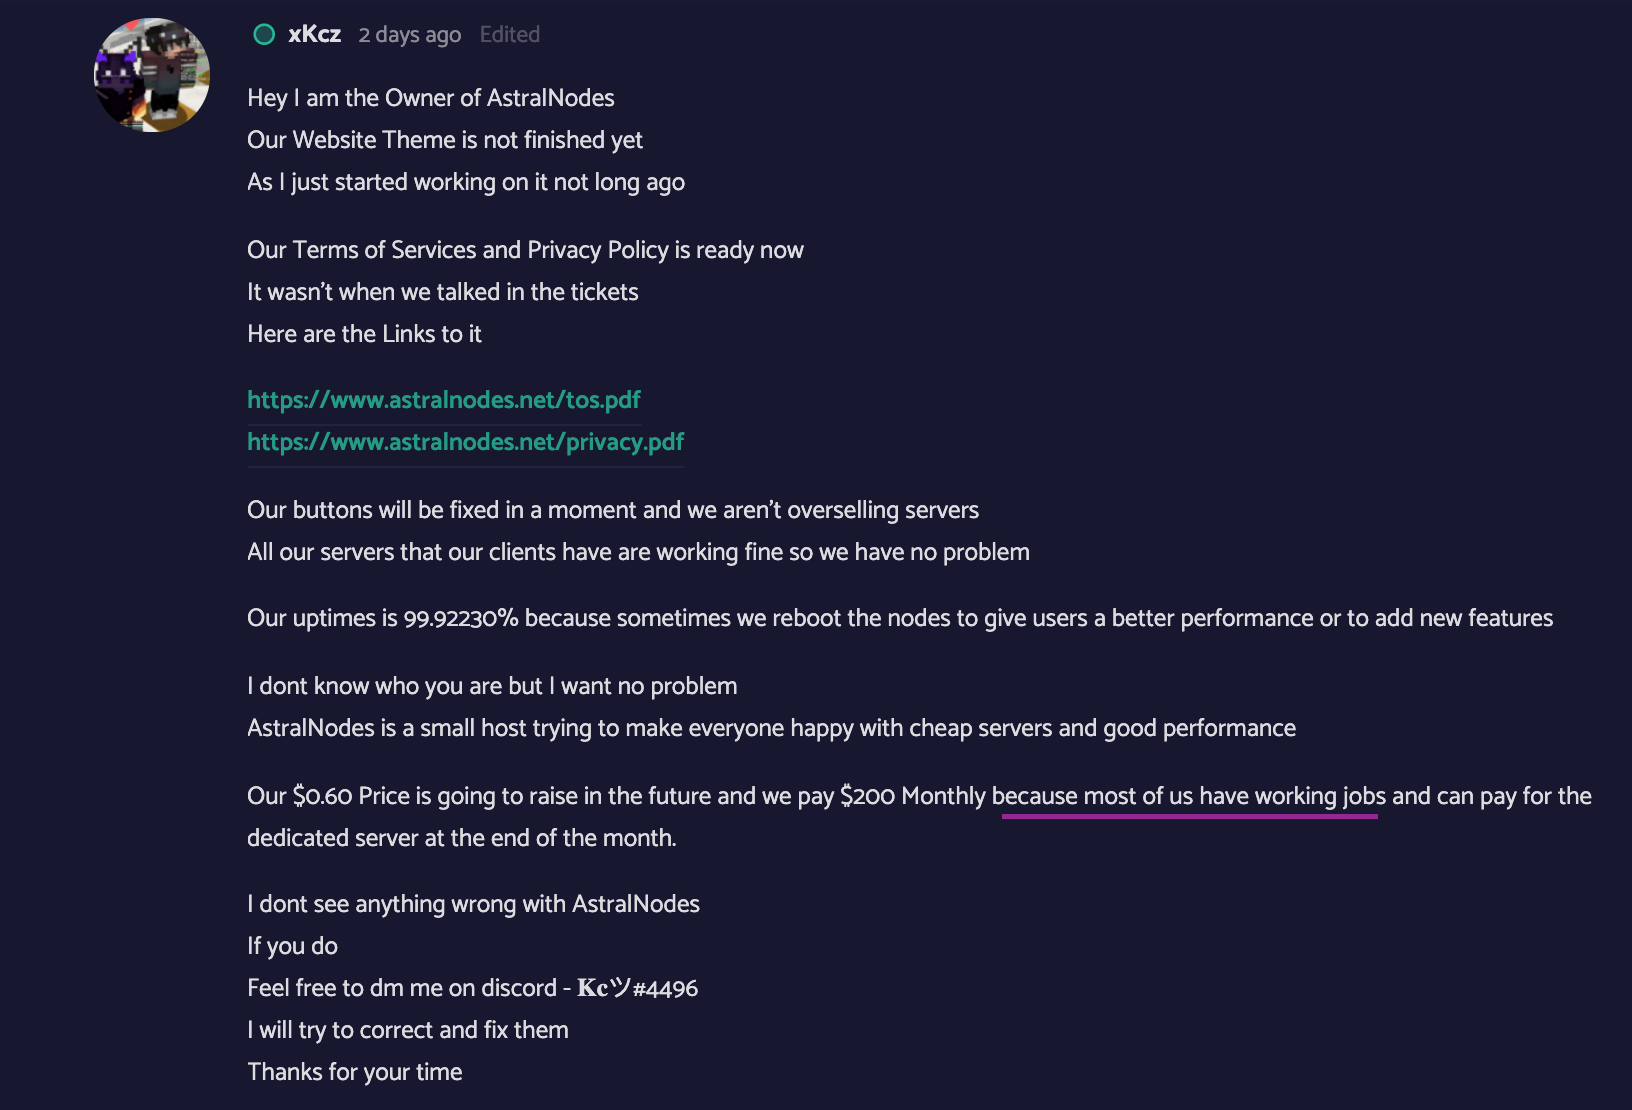 xKcz 2 days ago Edited
Hey I am the Owner of AstralNodes
Our Website Theme is not finished yet
As I just started working on it not long ago
Our Terms of Services and Privacy Policy is ready now
It wasn't when we talked in the tickets
Here are the Links to it
https://www.astralnodes.net/tos.pdf
https://www.astralnodes.net/privacy.pdf
Our buttons will be fixed in a moment and we aren't overselling servers
All our servers that our clients have are working fine so we have no problem
Our uptimes is 99.92230% because sometimes we reboot the nodes to give users a better performance or to add new features
I dont know who you are but I want no problem
AstralNodes is a small host trying to make everyone happy with cheap servers and good performance
Our $0.60 Price is going to raise in the future and we pay $200 Monthly because most of us have working jobs and can pay for the
dedicated server at the end of the month.
I dont see anything wrong with AstralNodes
If you do
Feel free to dm me on discord - 𝐊𝐜ツ#4496
I will try to correct and fix them
Thanks for your time